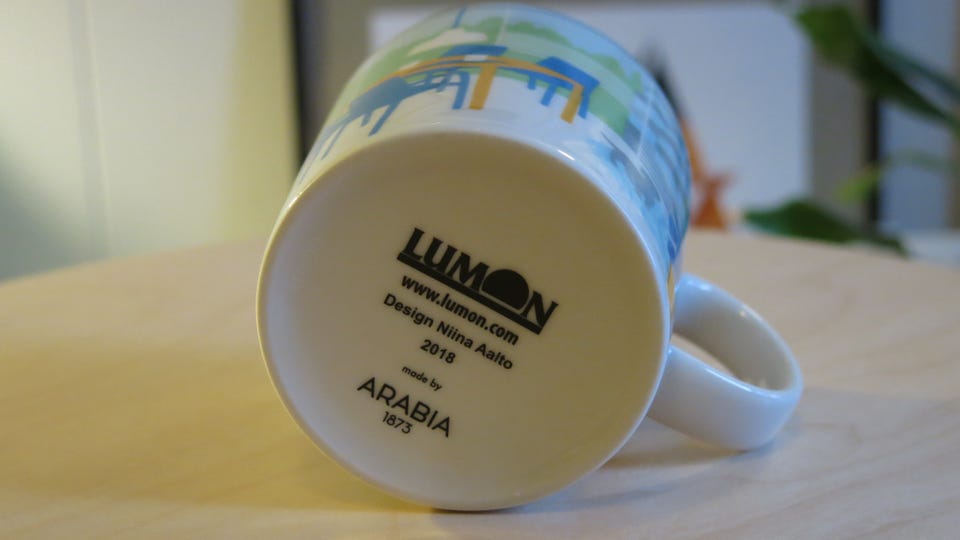 LUMON
www.lumon.com
Design Niina Aalto
2018
made by
ARABIA
1873